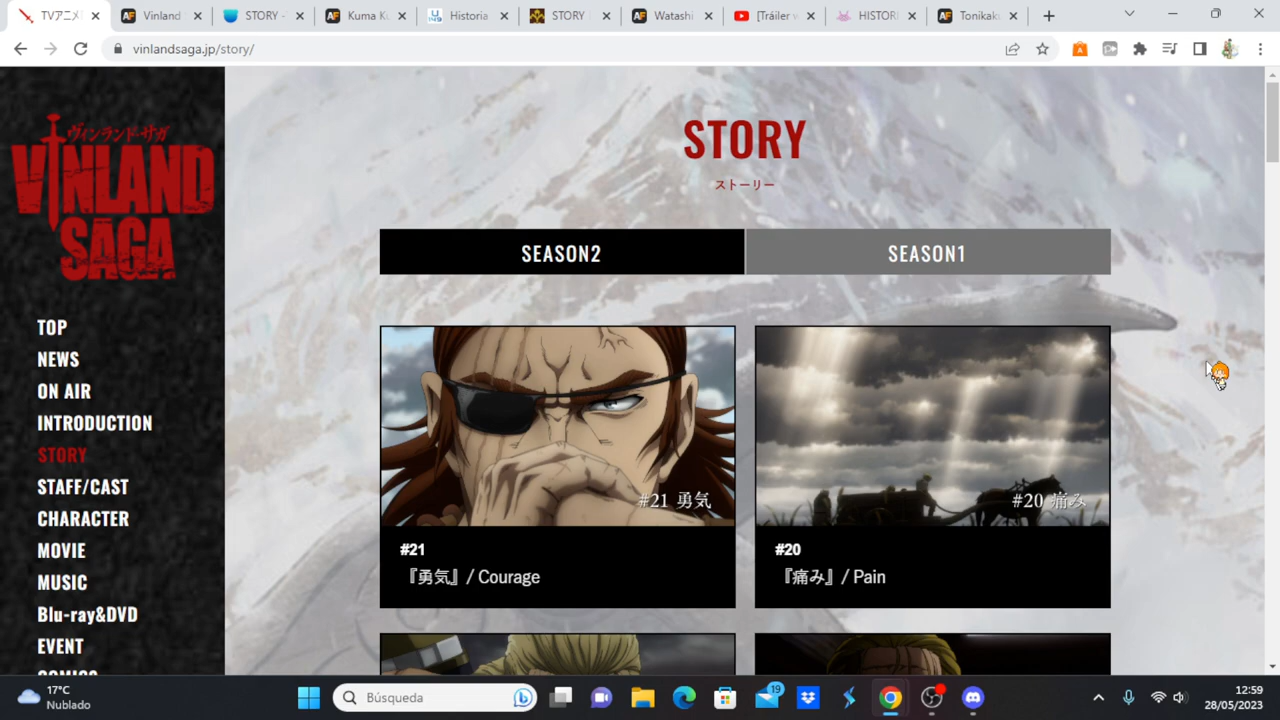 TVアニメ
Vinland
STORY -
Kuma Ku
Historia
STORY
Watashi
[Tráiler w
HISTORI
Tonikak
vinlandsaga.jp/story/
ヴィンランド・サガ
VINLAND
SAGA
TOP
NEWS
ON AIR
INTRODUCTION
STORY
STAFF/CAST
CHARACTER
MOVIE
MUSIC
Blu-ray&DVD
EVENT
COMICS
STORY
ストーリー
SEASON2
SEASON1
#21 勇気
#20 痛み
#21
『勇気』/ Courage
#20
『痛み』/ Pain
17°C
Nublado
Búsqueda
19
12:59
28/05/2023